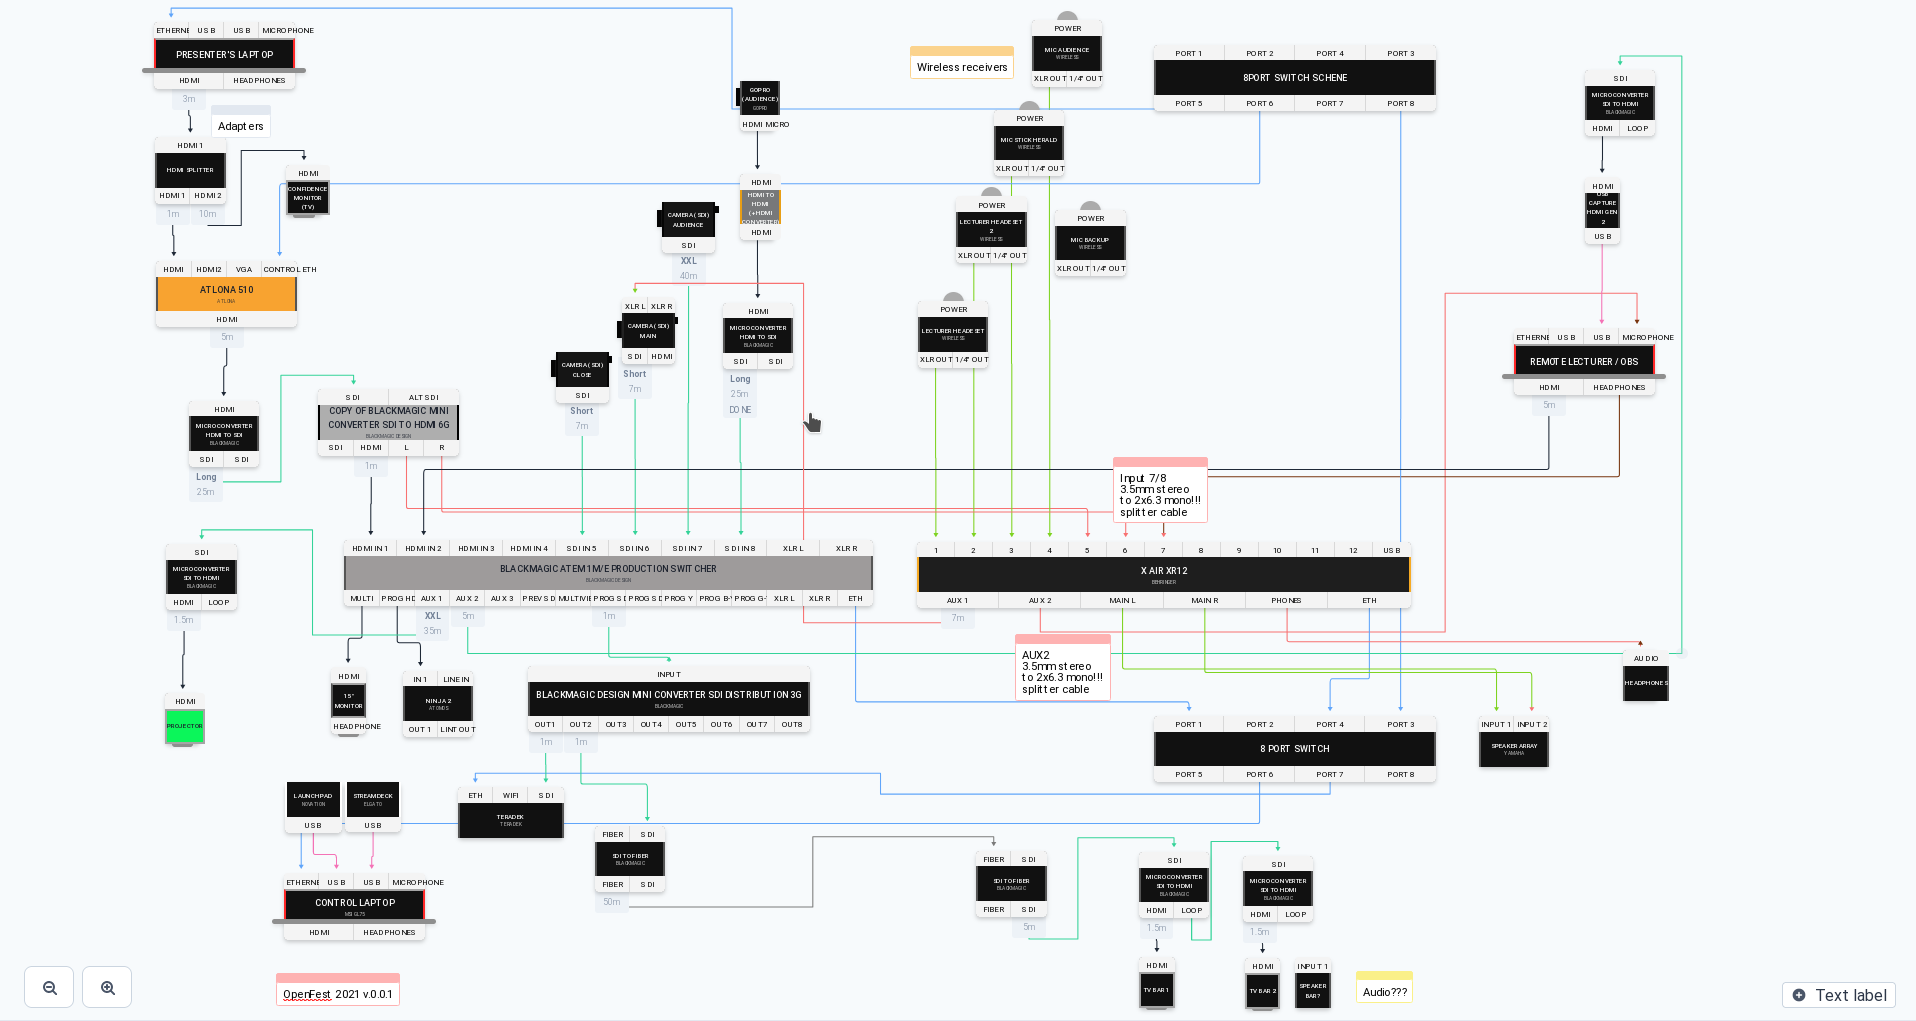 ETHERNE USB USB MICROPHONE
PRESENTER'S LAPTOP
HDMI HEADPHONES
3m
Adapters
HDMI 1
HDMI SPLITTER
HDMI 1 HDMI 2
1m 10m
HDMI
CONFIDENCE
MONITOR
(TV)
HDMI HDMI2 VGA CONTROL ETH
ATLONA 510
ATLONA
HDMI
5m
HDMI
MICROCONVERTER
HDMI TO SDI
BLACKMAGIC
SDI SDI
Long
25m
SDI ALT SDI
COPY OF BLACKMAGIC MINI
CONVERTER SDI TO HDMI 6G
BLACKMAGIC DESIGN
SDI HDMI L R
1m
GOPRO
(AUDIENCE)
GOPRO
HDMI MICRO
HDMI
HDMI TO
HDMI
(+HDMI
CONVERTER)
HDMI
CAMERA (SDI)
AUDIENCE
SDI
XXL
40m
XLR L XLR R
CAMERA (SDI)
MAIN
SDI HDMI
Short
7m
CAMERA (SDI)
CLOSE
SDI
Short
7m
HDMI
MICROCONVERTER
HDMI TO SDI
BLACKMAGIC
SDI SDI
Long
25m
DONE
Wireless receivers
POWER
MIC AUDIENCE
WIRELESS
XLR OUT 1/4" OUT
POWER
MIC STICK HERALD
WIRELESS
XLR OUT 1/4" OUT
POWER
LECTURER HEADESET
2
WIRELESS
XLR OUT 1/4" OUT
POWER
MIC BACKUP
WIRELESS
XLR OUT 1/4" OUT
POWER
LECTURER HEADESET
WIRELESS
XLR OUT 1/4" OUT
PORT 1 PORT 2 PORT 4 PORT 3
8PORT SWITCH SCHENE
PORT 5 PORT 6 PORT 7 PORT 8
SDI
MICROCONVERTER
SDI TO HDMI
BLACKMAGIC
HDMI LOOP
HDMI
CAPTURE
HDMI GEN
2
USB
ETHERNE USB USB MICROPHONE
REMOTE LECTURER / OBS
HDMI HEADPHONES
5m
Input 7/8
3.5mm stereo
to 2x6.3 mono!!!
splitter cable
SDI
MICROCONVERTER
SDI TO HDMI
BLACKMAGIC
HDMI LOOP
1.5m
HDMI
PROJECTOR
HDMI IN 1 HDMI IN 2 HDMI IN 3 HDMI IN 4 SDI IN 5 SDI IN 6 SDI IN 7 SDI IN 8 XLR L XLR R
BLACKMAGIC ATEM 1 M/E PRODUCTION SWITCHER
BLACKMAGIC DESIGN
MULTI PROG HD AUX 1 AUX 2 AUX 3 PREV SD MULTIVIE PROG S PROG S PROG Y PROG B- PROG G- XLR L XLR R ETH
XXL
35m
5m
1m
1 2 3 4 5 6 7 8 9 10 11 12 USB
X AIR XR12
BEHRINGER
AUX 1 AUX 2 MAIN L MAIN R PHONES ETH
7m
AUX2
3.5mm stereo
to 2x6.3 mono!!!
splitter cable
AUDIO
HEADPHONES
HDMI
15"
MONITOR
HEADPHONE
IN 1 LINE IN
NINJA 2
ATOMOS
OUT 1 LINT OUT
INPUT
BLACKMAGIC DESIGN MINI CONVERTER SDI DISTRIBUTION 3G
BLACKMAGIC
OUT1 OUT2 OUT3 OUT4 OUT5 OUT6 OUT7 OUT8
1m 1m
PORT 1 PORT 2 PORT 4 PORT 3
8 PORT SWITCH
PORT 5 PORT 6 PORT 7 PORT 8
INPUT 1 INPUT 2
SPEAKER ARRAY
YAMAHA
LAUNCHPAD
NOVATION
USB
STREAMDECK
ELGATO
USB
ETH WIFI SDI
TERADEK
TERADEK
FIBER SDI
SDI TO FIBER
BLACKMAGIC
FIBER SDI
50m
ETHERNE USB USB MICROPHONE
CONTROL LAPTOP
MSI GL75
HDMI HEADPHONES
FIBER SDI
SDI TO FIBER
BLACKMAGIC
FIBER SDI
5m
SDI
MICROCONVERTER
SDI TO HDMI
BLACKMAGIC
HDMI LOOP
1.5m
HDMI
TV BAR 1
SDI
MICROCONVERTER
SDI TO HDMI
BLACKMAGIC
HDMI LOOP
1.5m
HDMI
TV BAR 2
INPUT 1
SPEAKER
BAR?
Audio???
OpenFest 2021 v.0.0.1
Text label